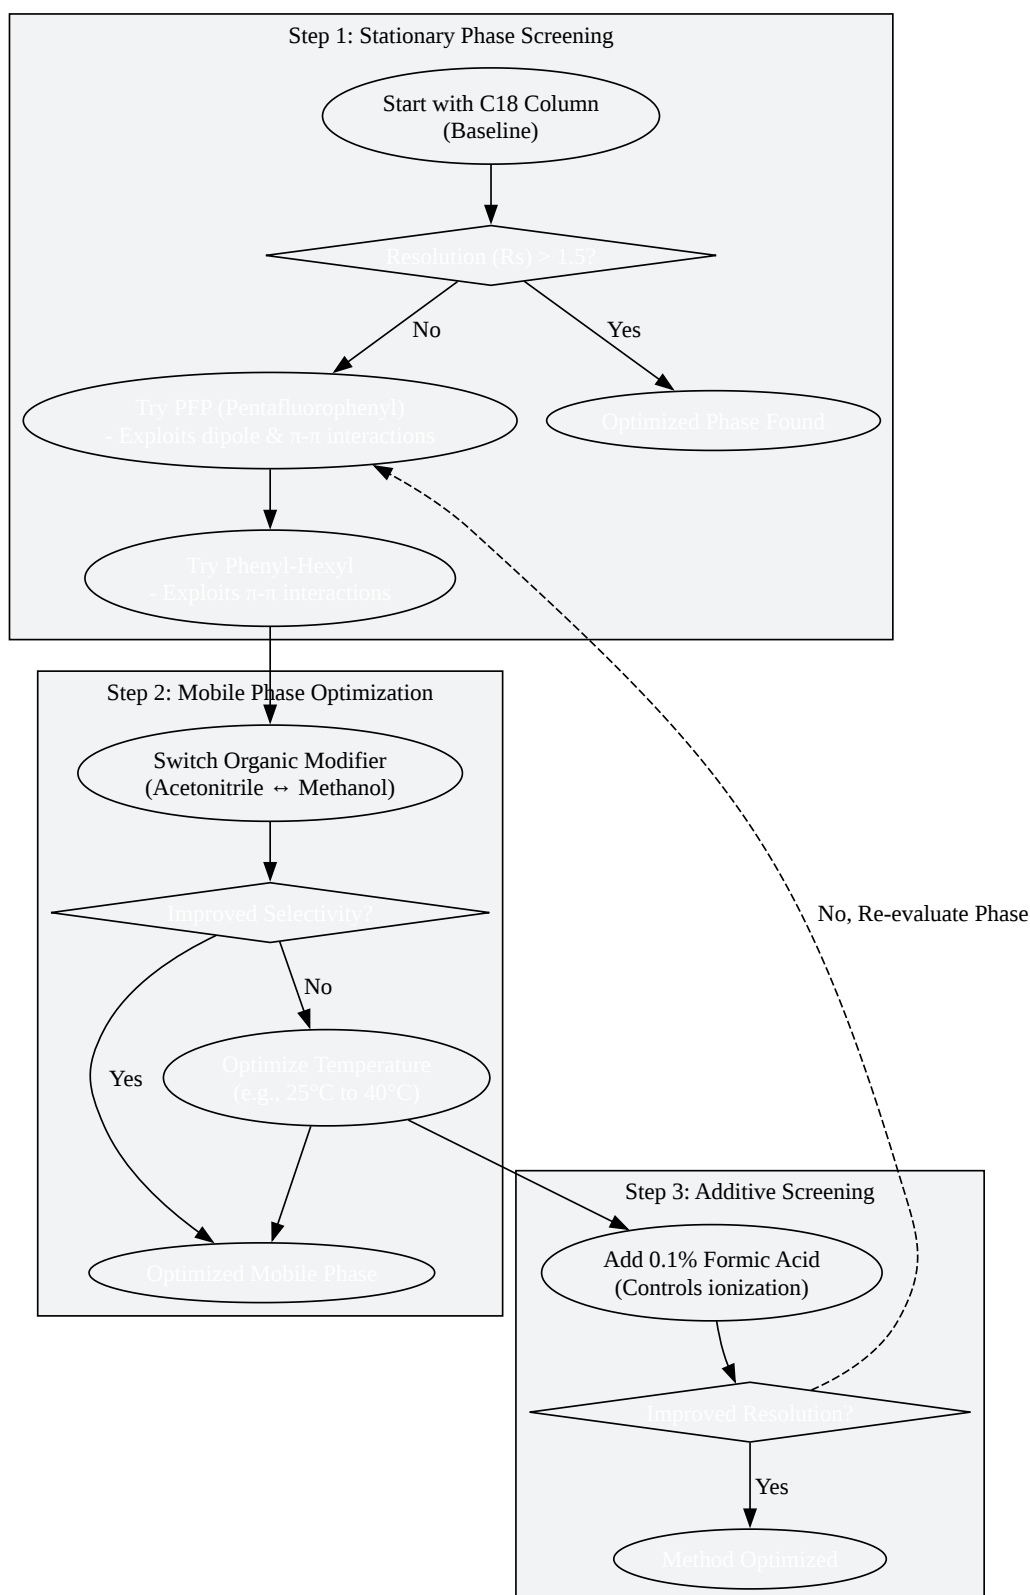 Step 1: Stationary Phase Screening
Start with C18 Column
(Baseline)
Resolution (Rs) > 1.5?
No
Yes
Try PFP (Pentafluorophenyl)
- Exploits dipole & π-π interactions
Optimized Phase Found
Try Phenyl-Hexyl
- Exploits π-π interactions
Step 2: Mobile Phase Optimization
Switch Organic Modifier
(Acetonitrile ↔ Methanol)
Improved Selectivity?
No, Re-evaluate Phase
No
Yes
Optimize Temperature
(e.g., 25°C to 40°C)
Optimized Mobile Phase
Step 3: Additive Screening
Add 0.1% Formic Acid
(Controls ionization)
Improved Resolution?
Yes
Method Optimized